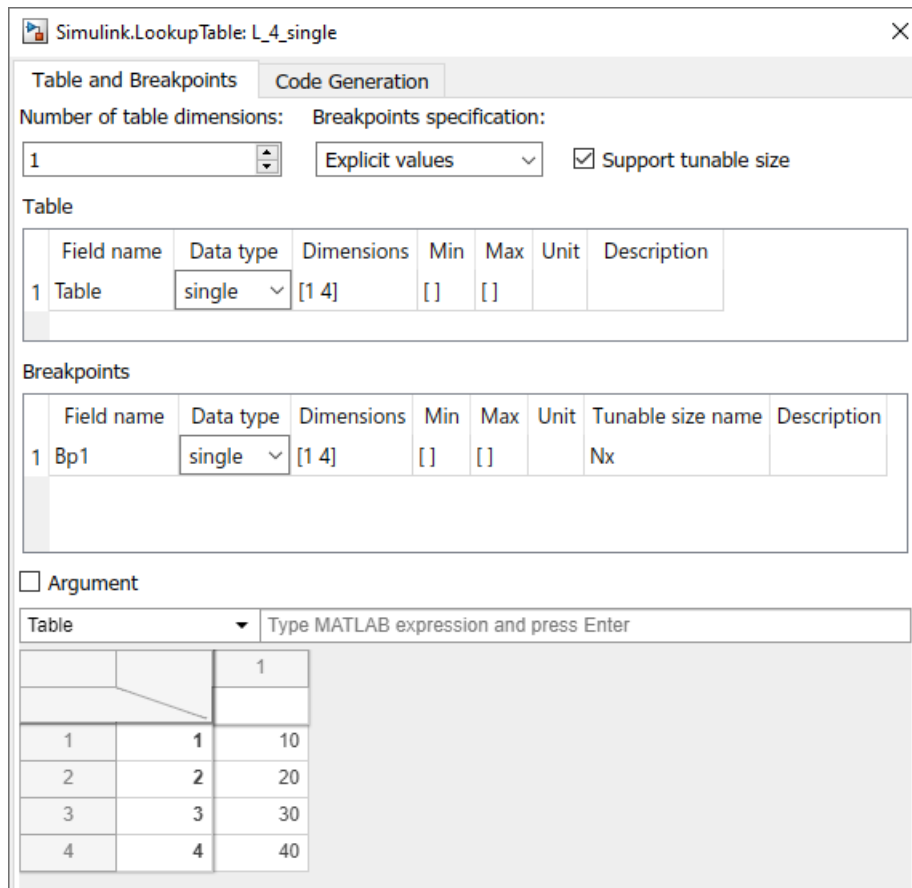 Simulink.LookupTable: L_4_single
Table and Breakpoints Code Generation
Number of table dimensions: Breakpoints specification:
1 Explicit values Support tunable size
Table
Field name Data type Dimensions Min Max Unit Description
1 Table single [1 4] [ ] [ ]
Breakpoints
Field name Data type Dimensions Min Max Unit Tunable size name Description
1 Bp1 single [1 4] [ ] [ ] Nx
Argument
Table Type MATLAB expression and press Enter
1
1 1 10
2 2 20
3 3 30
4 4 40